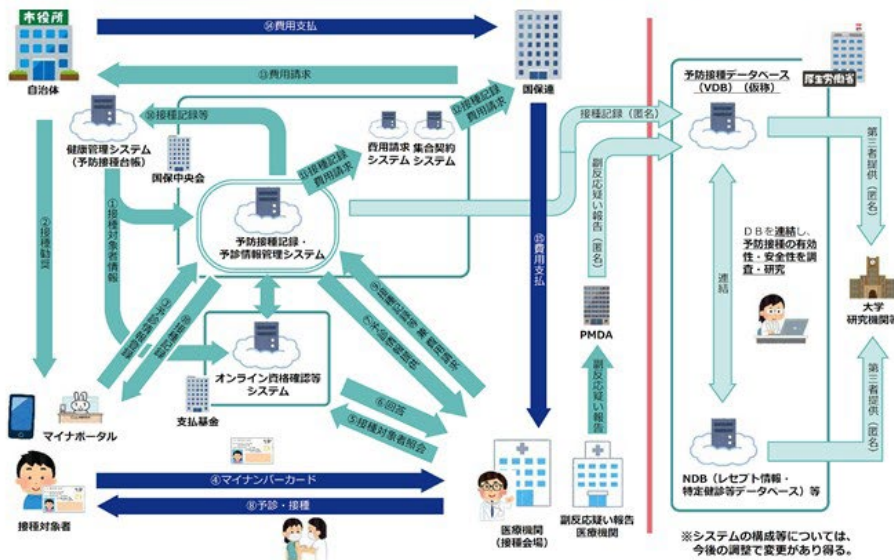 市役所
自治体
⑭費用支払
⑬費用請求
国保連
⑩接種記録等
健康管理システム
(予防接種台帳)
国保中央会
費用請求
システム
集合契約
システム
⑫接種記録
費用請求
⑪接種記録
費用請求
予防接種記録・
予診情報管理システム
①接種対象者情報
②接種勧奨
③予診情報登録
⑨接種記録等・費用請求
オンライン資格確認等
システム
支払基金
⑥回答
⑤接種対象者照会
マイナポータル
接種対象者
④マイナンバーカード
⑧予診・接種
医療機関
(接種会場)
⑮費用支払
副反応疑い報告
医療機関
副反応疑い報告
PMDA
副反応疑い報告(匿名)
接種記録(匿名)
予防接種データベース
(VDB)(仮称)
厚生労働省
第三者提供(匿名)
DBを連結し、
予防接種の有効
性・安全性を調
査・研究
連結
大学
研究機関等
第三者提供(匿名)
NDB(レセプト情報・
特定健診等データベース)等
※システムの構成等については、
今後の調整で変更があり得る。